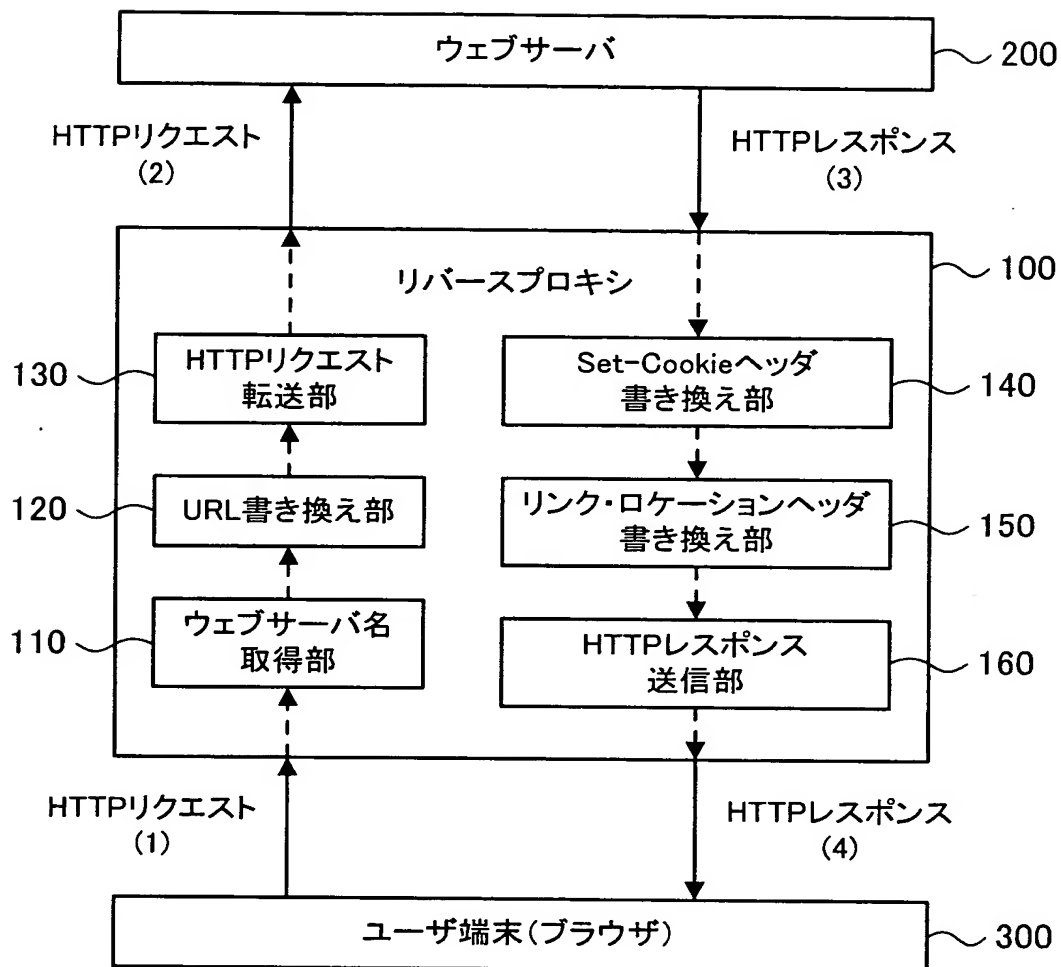 ウェブサーバ
200
HTTPリクエスト
(2)
HTTPレスポンス
(3)
リバースプロキシ
100
130
HTTPリクエスト
転送部
Set-Cookieヘッダ
書き換え部
140
120
URL書き換え部
リンク・ロケーションヘッダ
書き換え部
150
110
ウェブサーバ名
取得部
HTTPレスポンス
送信部
160
HTTPリクエスト
(1)
HTTPレスポンス
(4)
ユーザ端末(ブラウザ)
300